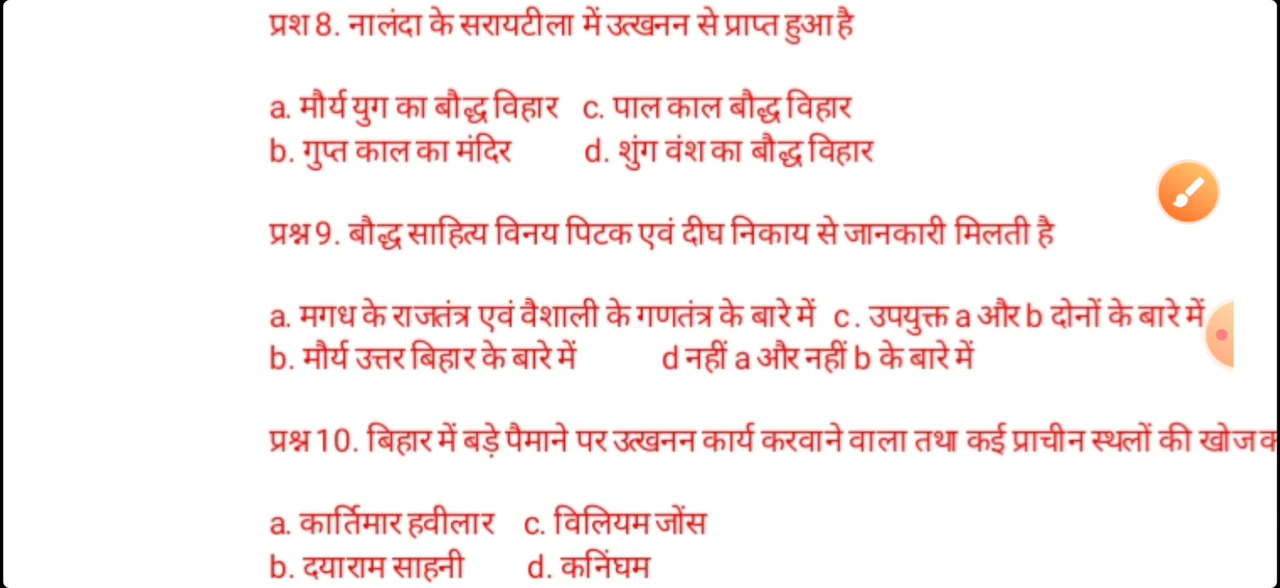 प्रश 8. नालंदा के सरायटीला में उत्खनन से प्राप्त हुआ है
a. मौर्य युग का बौद्ध विहार c. पाल काल बौद्ध विहार
b. गुप्त काल का मंदिर d. शुंग वंश का बौद्ध विहार
प्रश्न 9. बौद्ध साहित्य विनय पिटक एवं दीघ निकाय से जानकारी मिलती है
a. मगध के राजतंत्र एवं वैशाली के गणतंत्र के बारे में c. उपयुक्त a और b दोनों के बारे में
b. मौर्य उत्तर बिहार के बारे में d नहीं a और नहीं b के बारे में
प्रश्न 10. बिहार में बड़े पैमाने पर उत्खनन कार्य करवाने वाला तथा कई प्राचीन स्थलों की खोज
a. कार्तिमार हवीलार c. विलियम जोंस
b. दयाराम साहनी d. कनिंघम